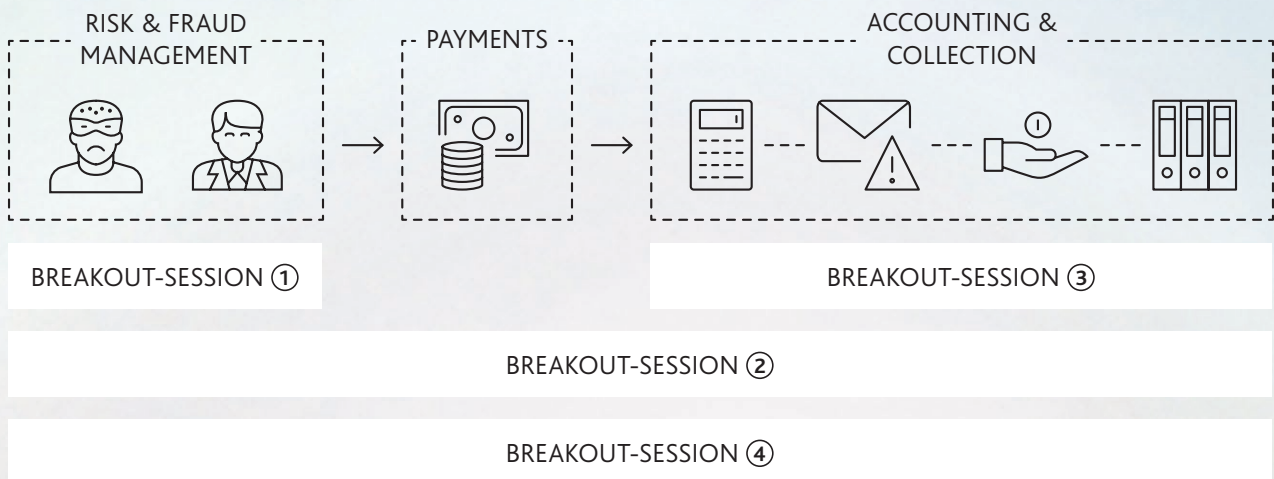 RISK & FRAUD
MANAGEMENT
PAYMENTS
ACCOUNTING &
COLLECTION
BREAKOUT-SESSION ①
BREAKOUT-SESSION ③
BREAKOUT-SESSION ②
BREAKOUT-SESSION ④